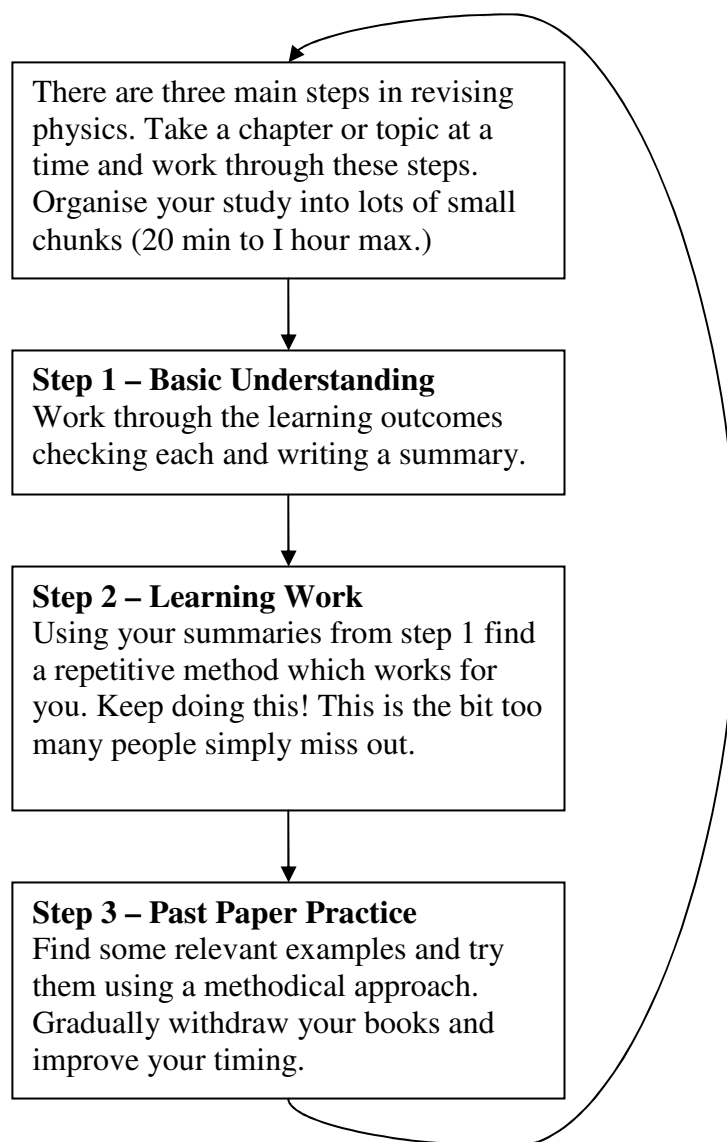 There are three main steps in revising
physics. Take a chapter or topic at a
time and work through these steps.
Organise your study into lots of small
chunks (20 min to I hour max.)
Step 1 – Basic Understanding
Work through the learning outcomes
checking each and writing a summary.
Step 2 – Learning Work
Using your summaries from step 1 find
a repetitive method which works for
you. Keep doing this! This is the bit too
many people simply miss out.
Step 3 – Past Paper Practice
Find some relevant examples and try
them using a methodical approach.
Gradually withdraw your books and
improve your timing.